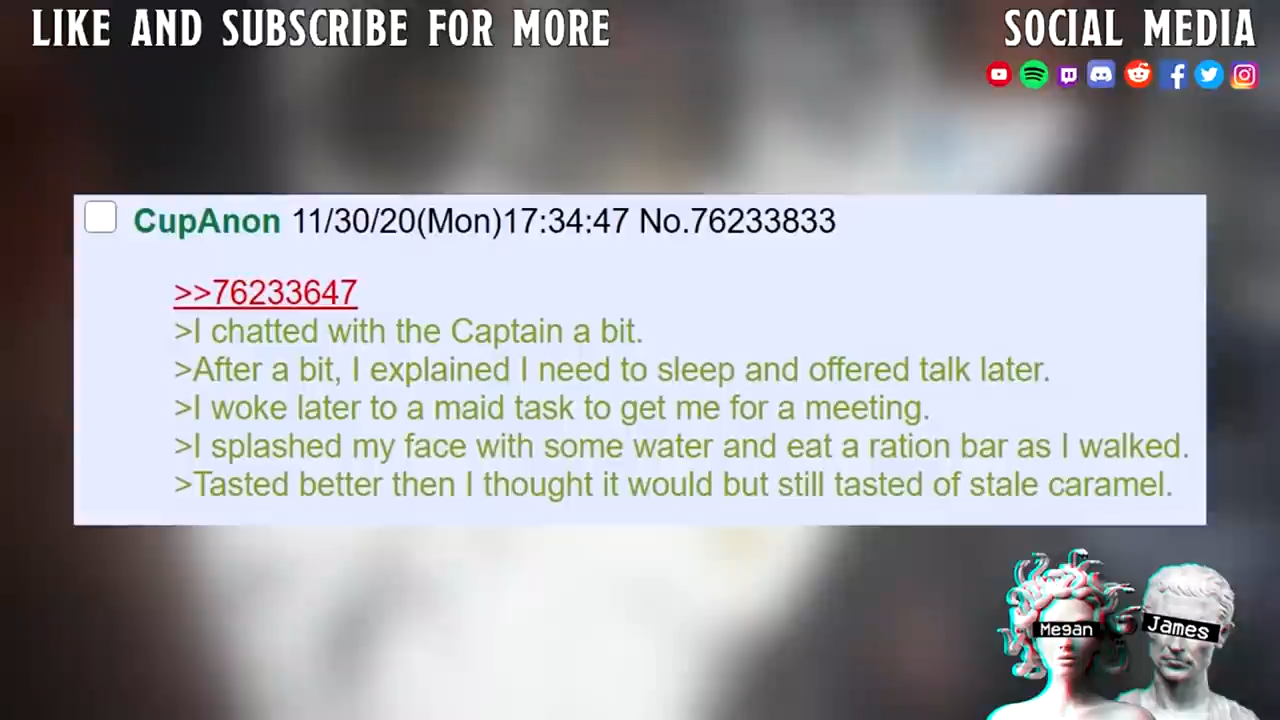 LIKE AND SUBSCRIBE FOR MORE
SOCIAL MEDIA
CupAnon 11/30/20(Mon)17:34:47 No.76233833
>>76233647
>I chatted with the Captain a bit.
>After a bit, I explained I need to sleep and offered talk later.
>I woke later to a maid task to get me for a meeting.
>I splashed my face with some water and eat a ration bar as I walked.
>Tasted better then I thought it would but still tasted of stale caramel.
Megan
James